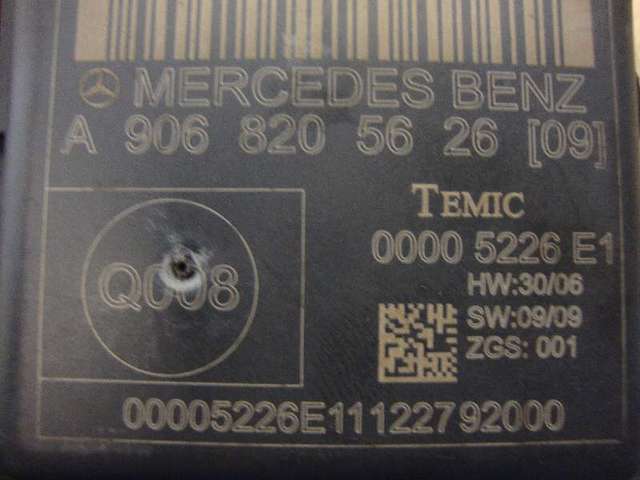 MERCEDES BENZ
A 906 820 56 26 [09]
TEMIC
0000 5226 E1
HW:30/06
Q008
SW:09/09
ZGS: 001
00005226E11122792000